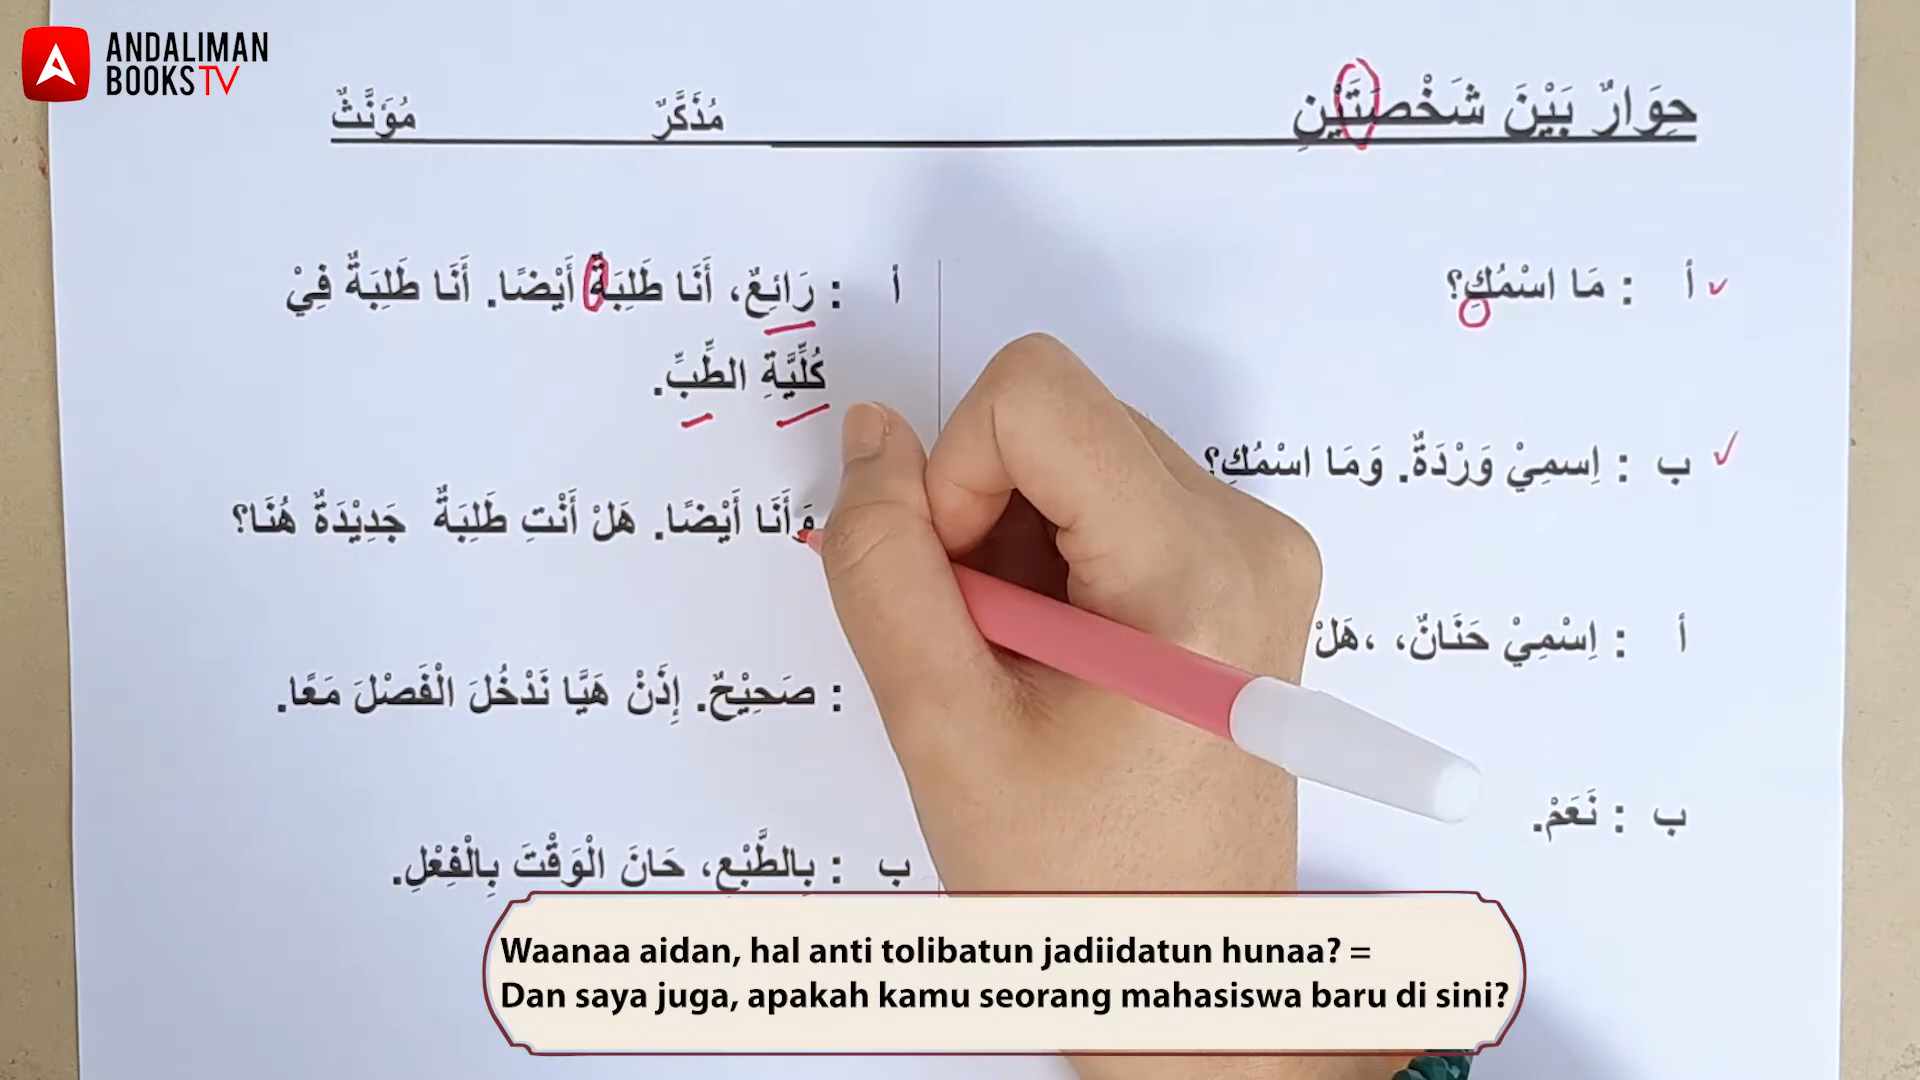 ANDALIMAN
BOOKS TV
حِوَارٌ بَيْنَ شَخْصَتَيْنِ
مُذَكَّرٌ
مُؤَنَّثٌ
أ : مَا اسْمُكِ؟
ب : اِسمِيْ وَرْدَةٌ. وَمَا اسْمُكِ؟
أ : اِسْمِيْ حَنَانٌ، ،هَلْ
ب : نَعَمْ.
أ : رَائِعٌ، أَنَا طَلِبَةٌ أَيْضًا. أَنَا طَلِبَةٌ فِيْ
كُلِّيَّةِ الطِّبِّ.
وَأَنَا أَيْضًا. هَلْ أَنْتِ طَلِبَةٌ جَدِيْدَةٌ هُنَا؟
: صَحِيْحٌ. إِذَنْ هَيَّا نَدْخُلَ الْفَصْلَ مَعًا.
ب : بِالطَّبْعِ، حَانَ الْوَقْتَ بِالْفِعْلِ.
Waanaa aidan, hal anti tolibatun jadiidatun hunaa? =
Dan saya juga, apakah kamu seorang mahasiswa baru di sini?